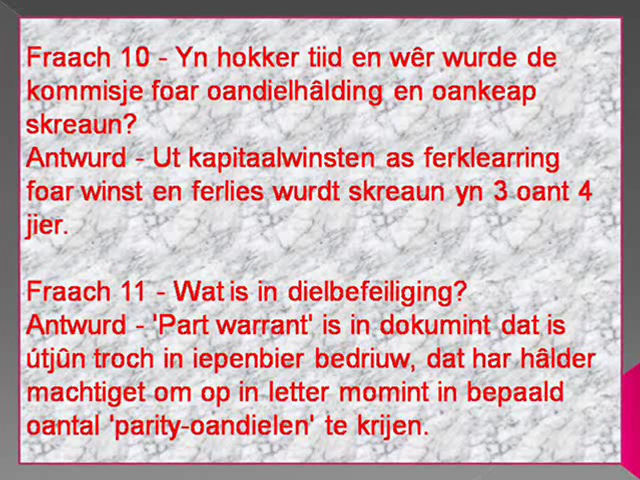 Fraach 10 - Yn hokker tiid en wêr wurde de
kommisje foar oandielhâlding en oankeap
skreaun?
Antwurd - Ut kapitaalwinsten as ferklearring
foar winst en ferlies wurdt skreaun yn 3 oant 4
jier.
Fraach 11 - Wat is in dielbefeiliging?
Antwurd - 'Part warrant' is in dokumint dat is
útjûn troch in iepenbier bedriuw, dat har hâlder
machtiget om op in letter momint in bepaald
oantal 'parity-oandielen' te krijen.